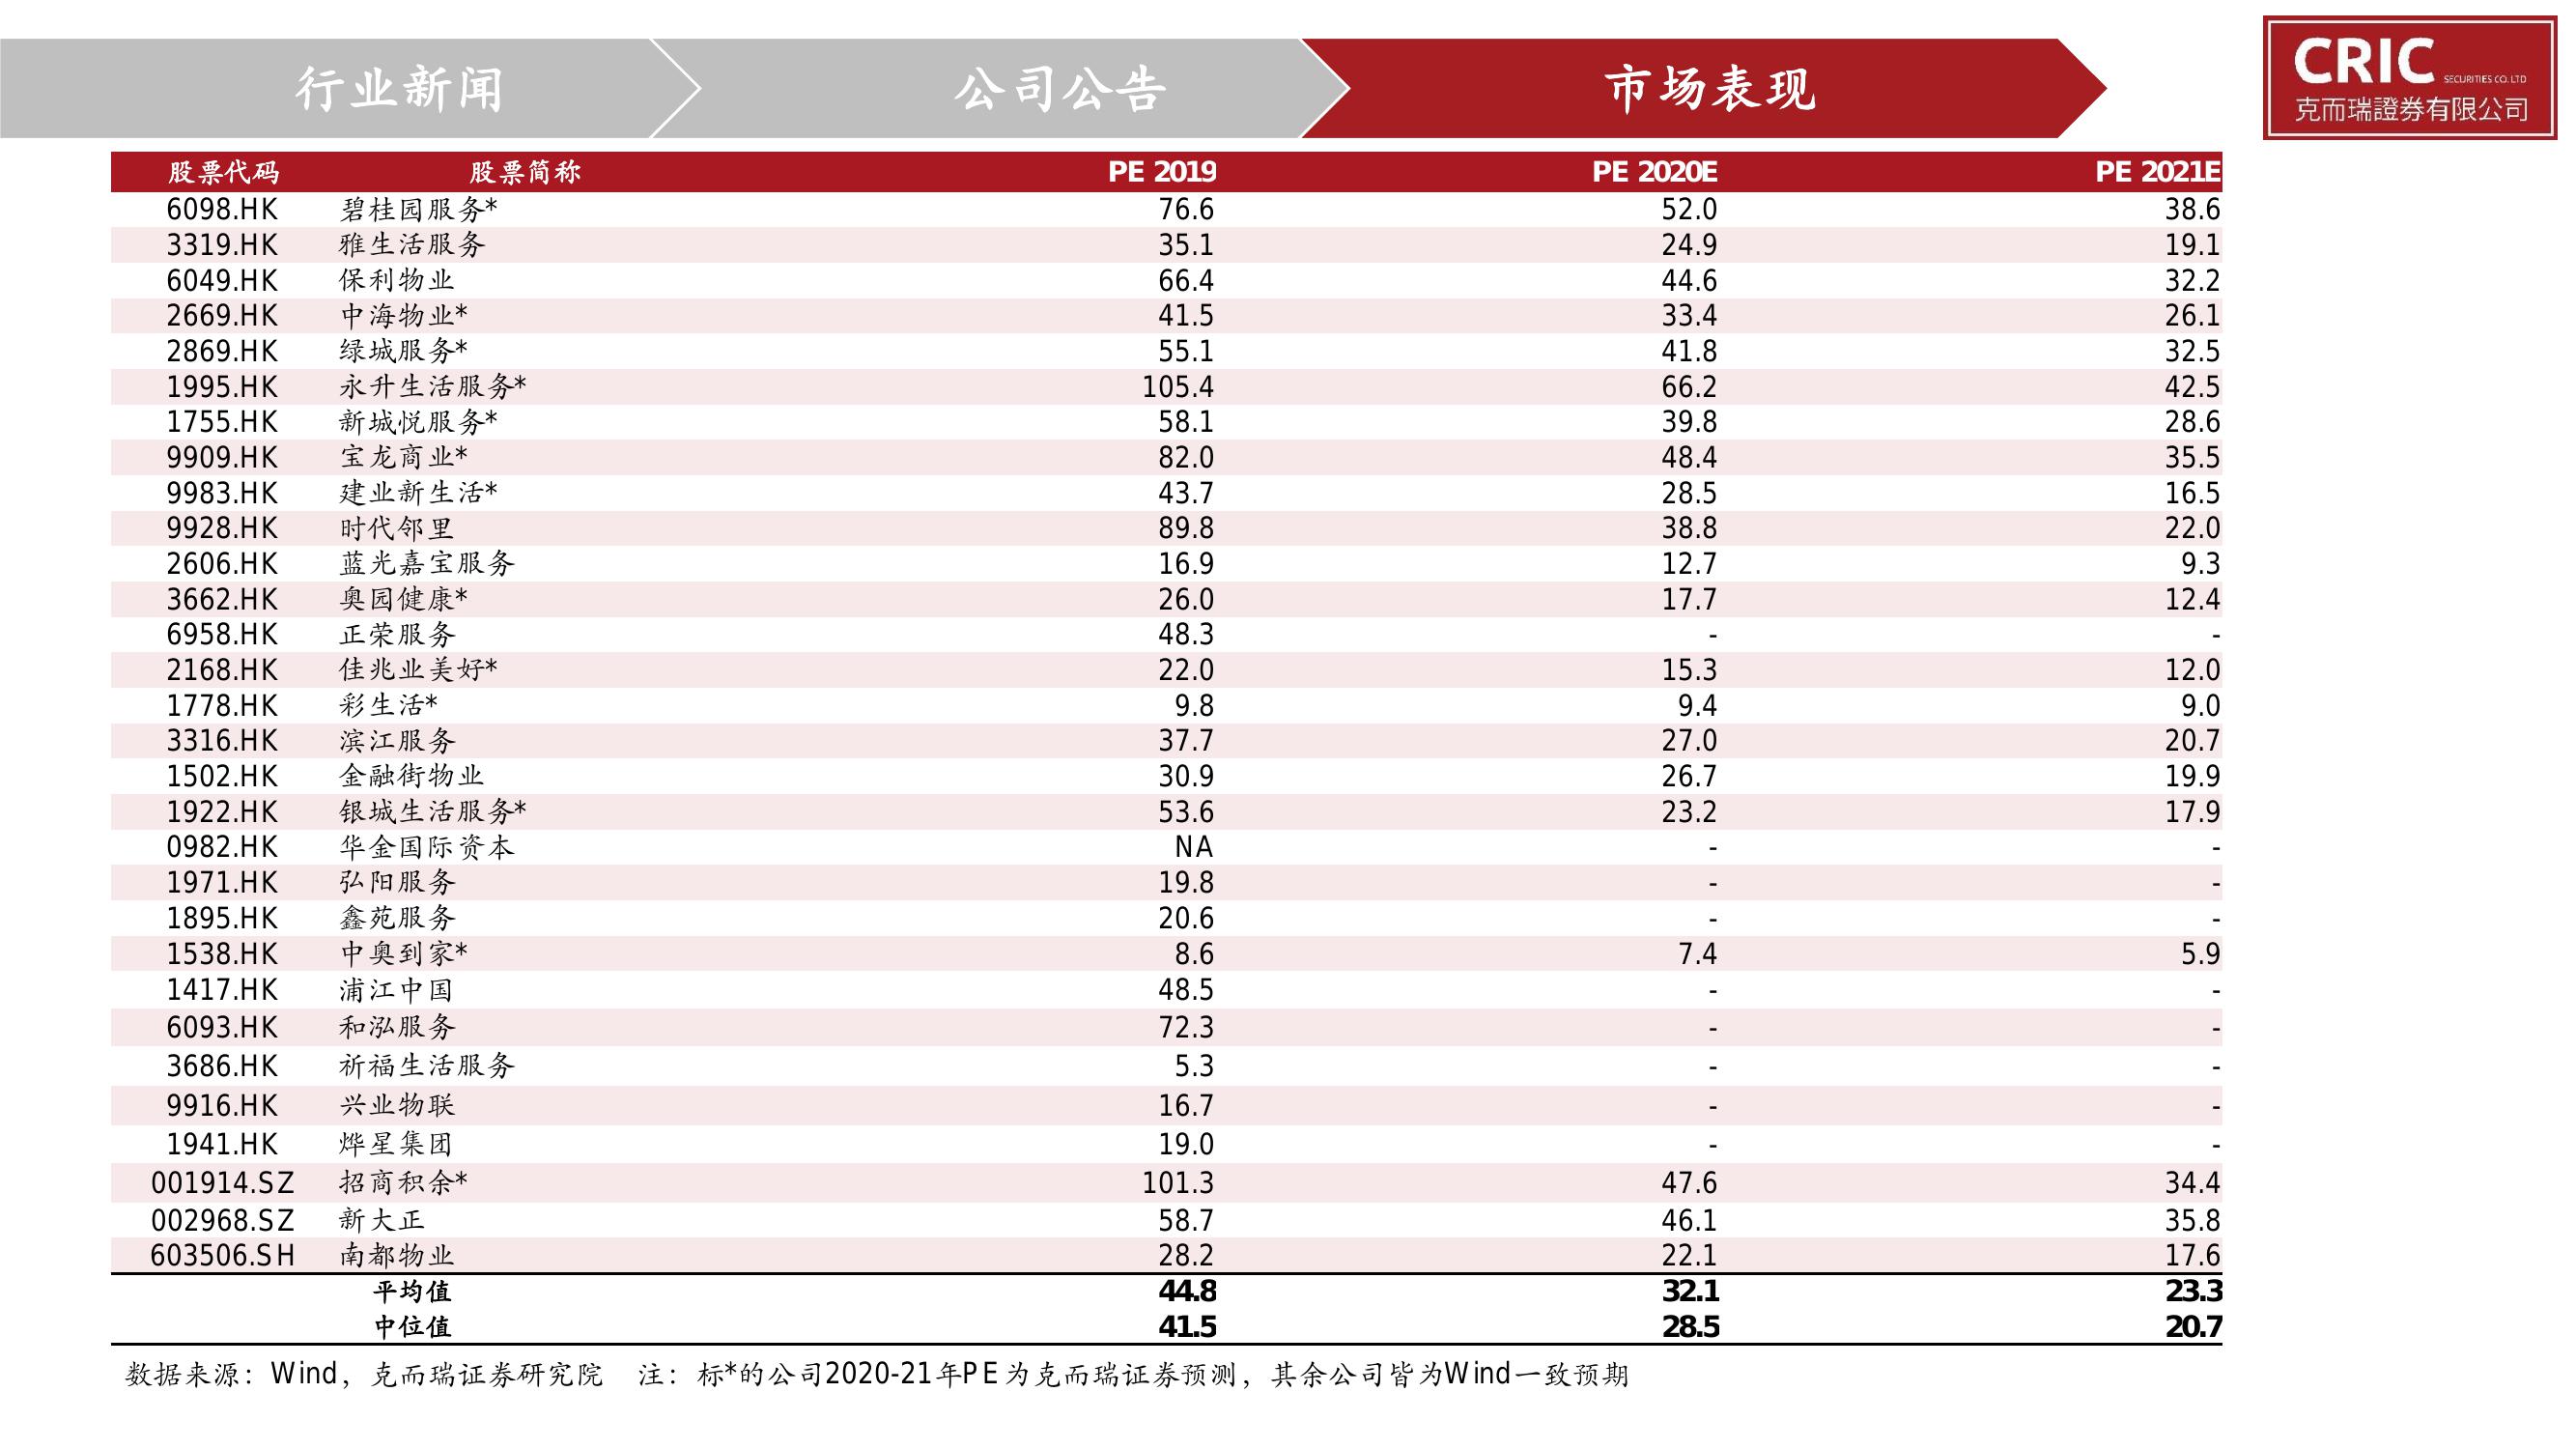 行业新闻 公司公告 市场表现
CRIC SECURITIES CO. LTD
克而瑞證券有限公司
股票代码 股票简称 PE 2019 PE 2020E PE 2021E
6098.HK 碧桂园服务* 76.6 52.0 38.6
3319.HK 雅生活服务 35.1 24.9 19.1
6049.HK 保利物业 66.4 44.6 32.2
2669.HK 中海物业* 41.5 33.4 26.1
2869.HK 绿城服务* 55.1 41.8 32.5
1995.HK 永升生活服务* 105.4 66.2 42.5
1755.HK 新城悦服务* 58.1 39.8 28.6
9909.HK 宝龙商业* 82.0 48.4 35.5
9983.HK 建业新生活* 43.7 28.5 16.5
9928.HK 时代邻里 89.8 38.8 22.0
2606.HK 蓝光嘉宝服务 16.9 12.7 9.3
3662.HK 奥园健康* 26.0 17.7 12.4
6958.HK 正荣服务 48.3 - -
2168.HK 佳兆业美好* 22.0 15.3 12.0
1778.HK 彩生活* 9.8 9.4 9.0
3316.HK 滨江服务 37.7 27.0 20.7
1502.HK 金融街物业 30.9 26.7 19.9
1922.HK 银城生活服务* 53.6 23.2 17.9
0982.HK 华金国际资本 NA - -
1971.HK 弘阳服务 19.8 - -
1895.HK 鑫苑服务 20.6 - -
1538.HK 中奥到家* 8.6 7.4 5.9
1417.HK 浦江中国 48.5 - -
6093.HK 和泓服务 72.3 - -
3686.HK 祈福生活服务 5.3 - -
9916.HK 兴业物联 16.7 - -
1941.HK 烨星集团 19.0 - -
001914.SZ 招商积余* 101.3 47.6 34.4
002968.SZ 新大正 58.7 46.1 35.8
603506.SH 南都物业 28.2 22.1 17.6
平均值 44.8 32.1 23.3
中位值 41.5 28.5 20.7
数据来源：Wind，克而瑞证券研究院 注：标*的公司2020-21年PE为克而瑞证券预测，其余公司皆为Wind一致预期